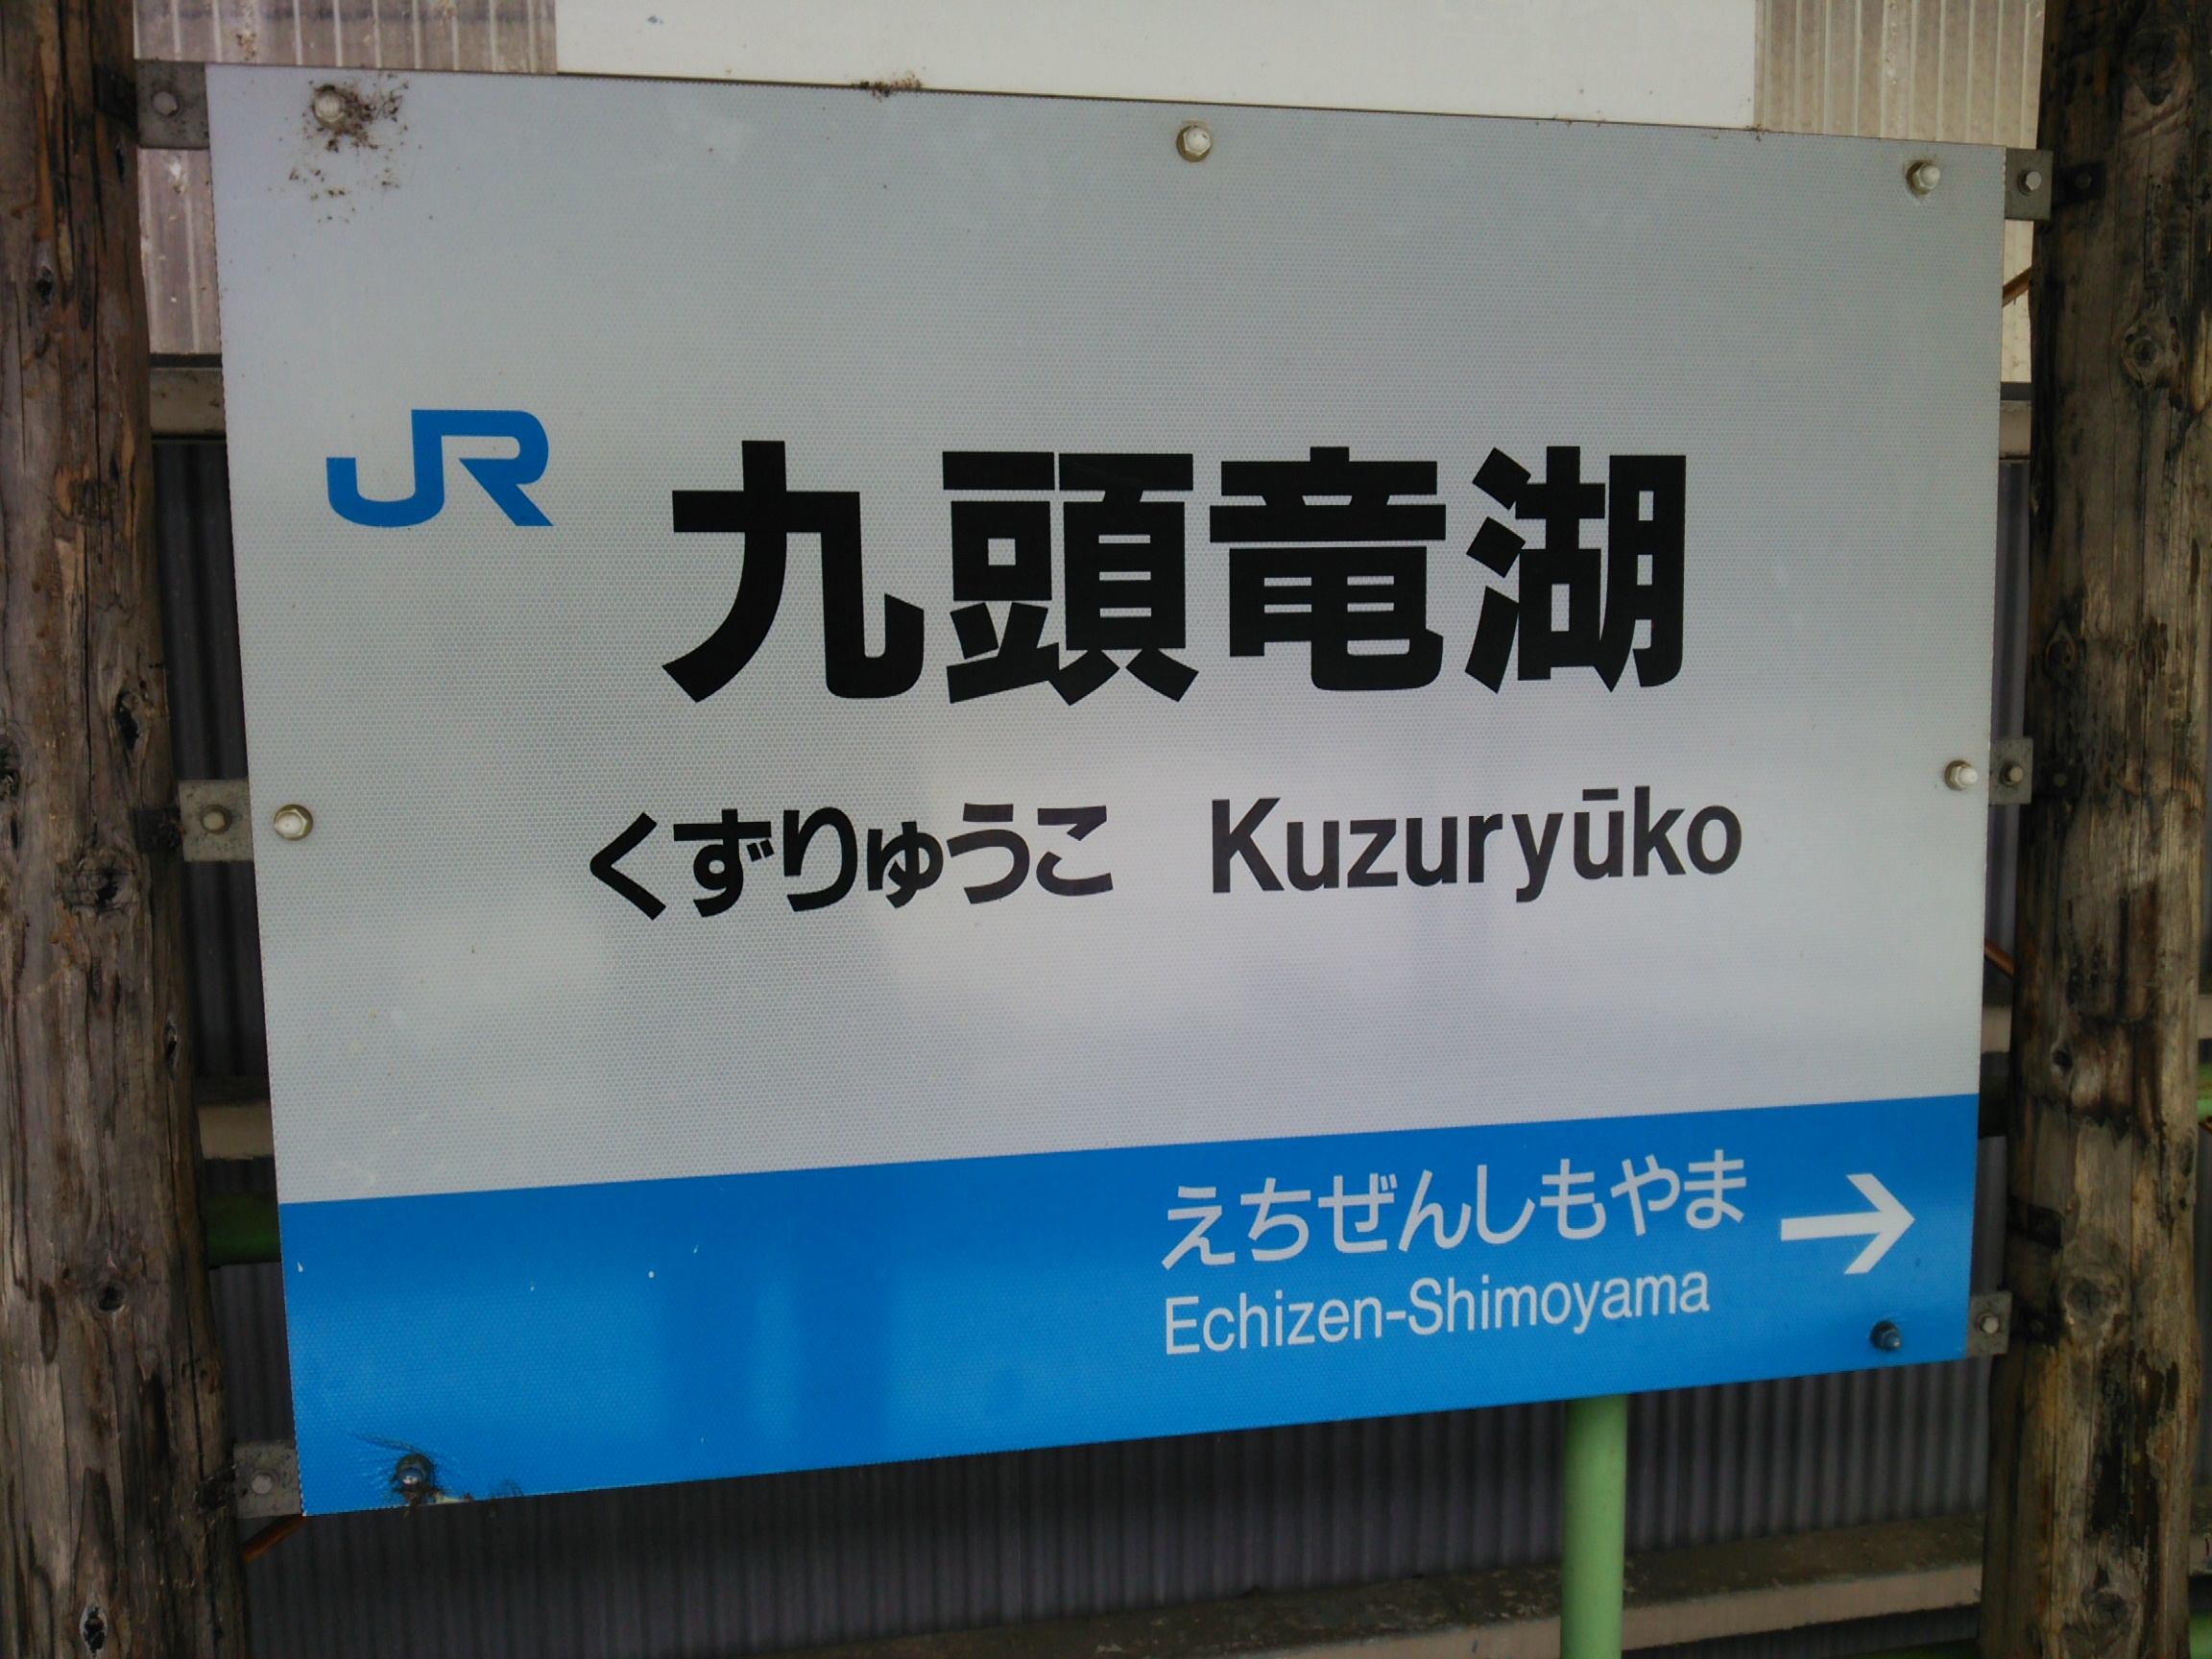 JR
九頭竜湖
くずりゅうこ Kuzuryūko
えちぜんしもやま →
Echizen-Shimoyama